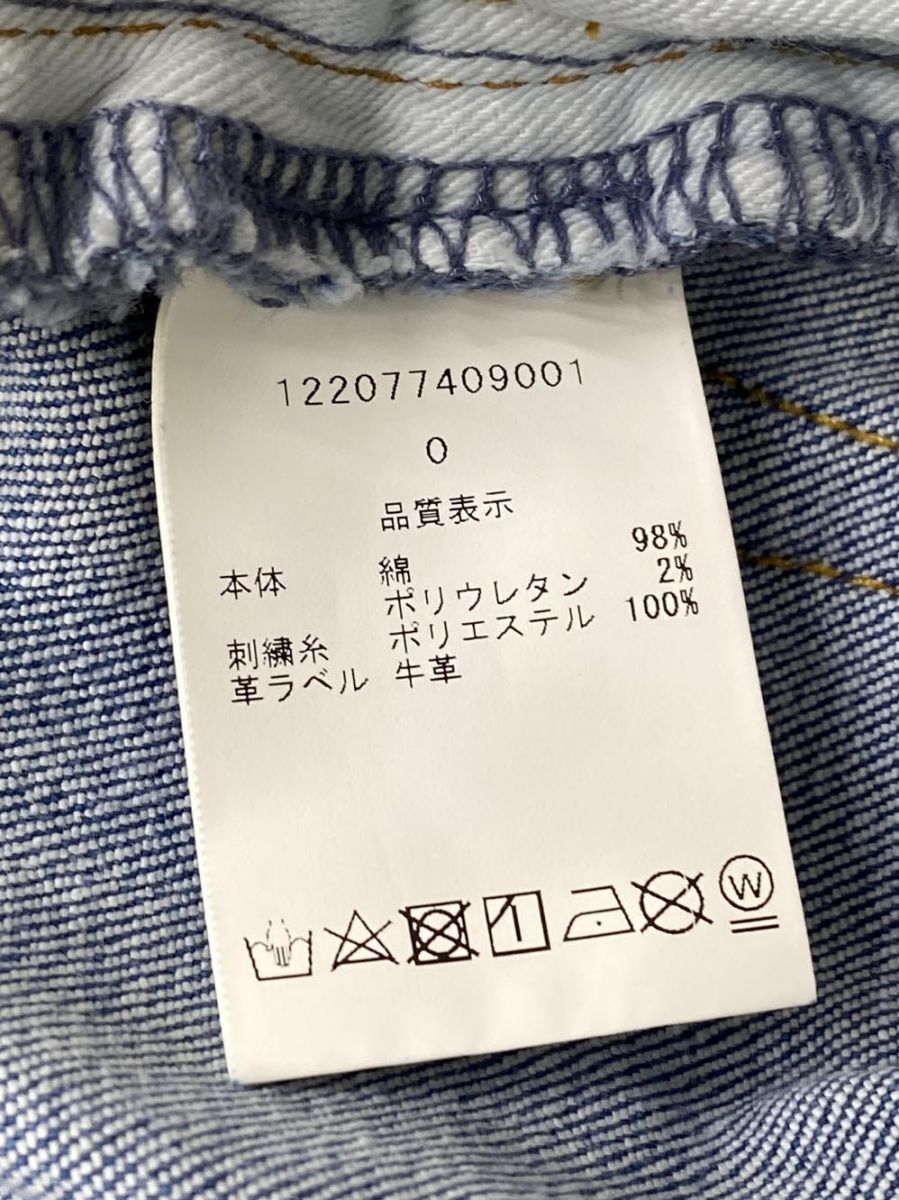 122077409001
0
品質表示
本体 綿 98%
ポリウレタン 2%
刺繍糸 ポリエステル 100%
革ラベル 牛革
W